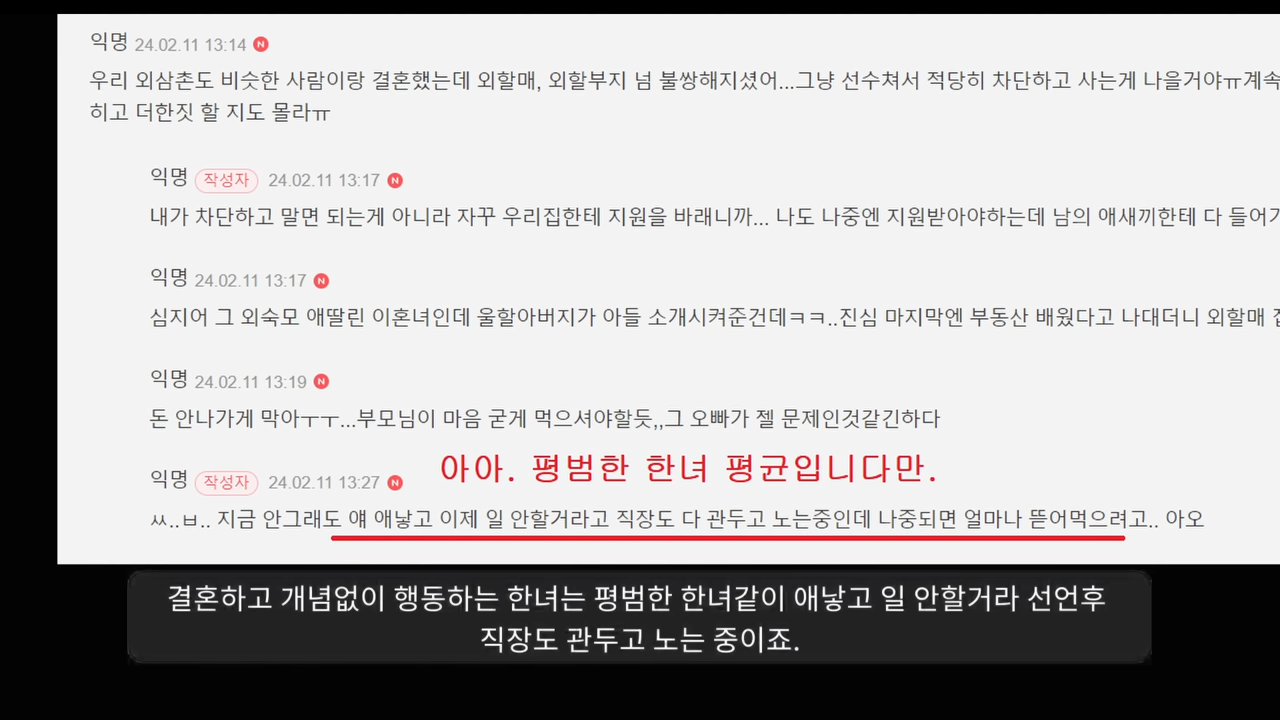 익명 24.02.11 13:14 N
우리 외삼촌도 비슷한 사람이랑 결혼했는데 외할매, 외할부지 넘 불쌍해지셨어...그냥 선수쳐서 적당히 차단하고 사는게 나을거야ㅠ계속
히고 더한짓 할 지도 몰라ㅠ
익명 작성자 24.02.11 13:17 N
내가 차단하고 말면 되는게 아니라 자꾸 우리집한테 지원을 바래니까... 나도 나중엔 지원받아야하는데 남의 애새끼한테 다 들어가
익명 24.02.11 13:17 N
심지어 그 외숙모 애딸린 이혼녀인데 울할아버지가 아들 소개시켜준건데ㅋㅋ..진심 마지막엔 부동산 배웠다고 나대더니 외할매
익명 24.02.11 13:19 N
돈 안나가게 막아ㅜㅜ...부모님이 마음 굳게 먹으셔야할듯,,그 오빠가 젤 문제인것같긴하다
아아. 평범한 한녀 평균입니다만.
익명 작성자 24.02.11 13:27 N
ㅆ..ㅂ.. 지금 안그래도 얘 애낳고 이제 일 안할거라고 직장도 다 관두고 노는중인데 나중되면 얼마나 뜯어먹으려고.. 아오
결혼하고 개념없이 행동하는 한녀는 평범한 한녀같이 애낳고 일 안할거라 선언후
직장도 관두고 노는 중이죠.